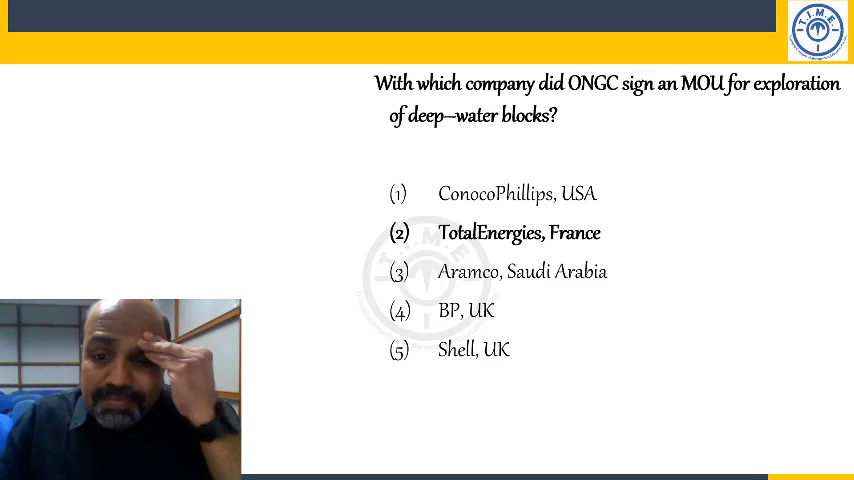 T.I.M.E.
With which company did ONGC sign an MOU for exploration
of deep–water blocks?
(1) ConocoPhillips, USA
(2) TotalEnergies, France
(3) Aramco, Saudi Arabia
(4) BP, UK
(5) Shell, UK